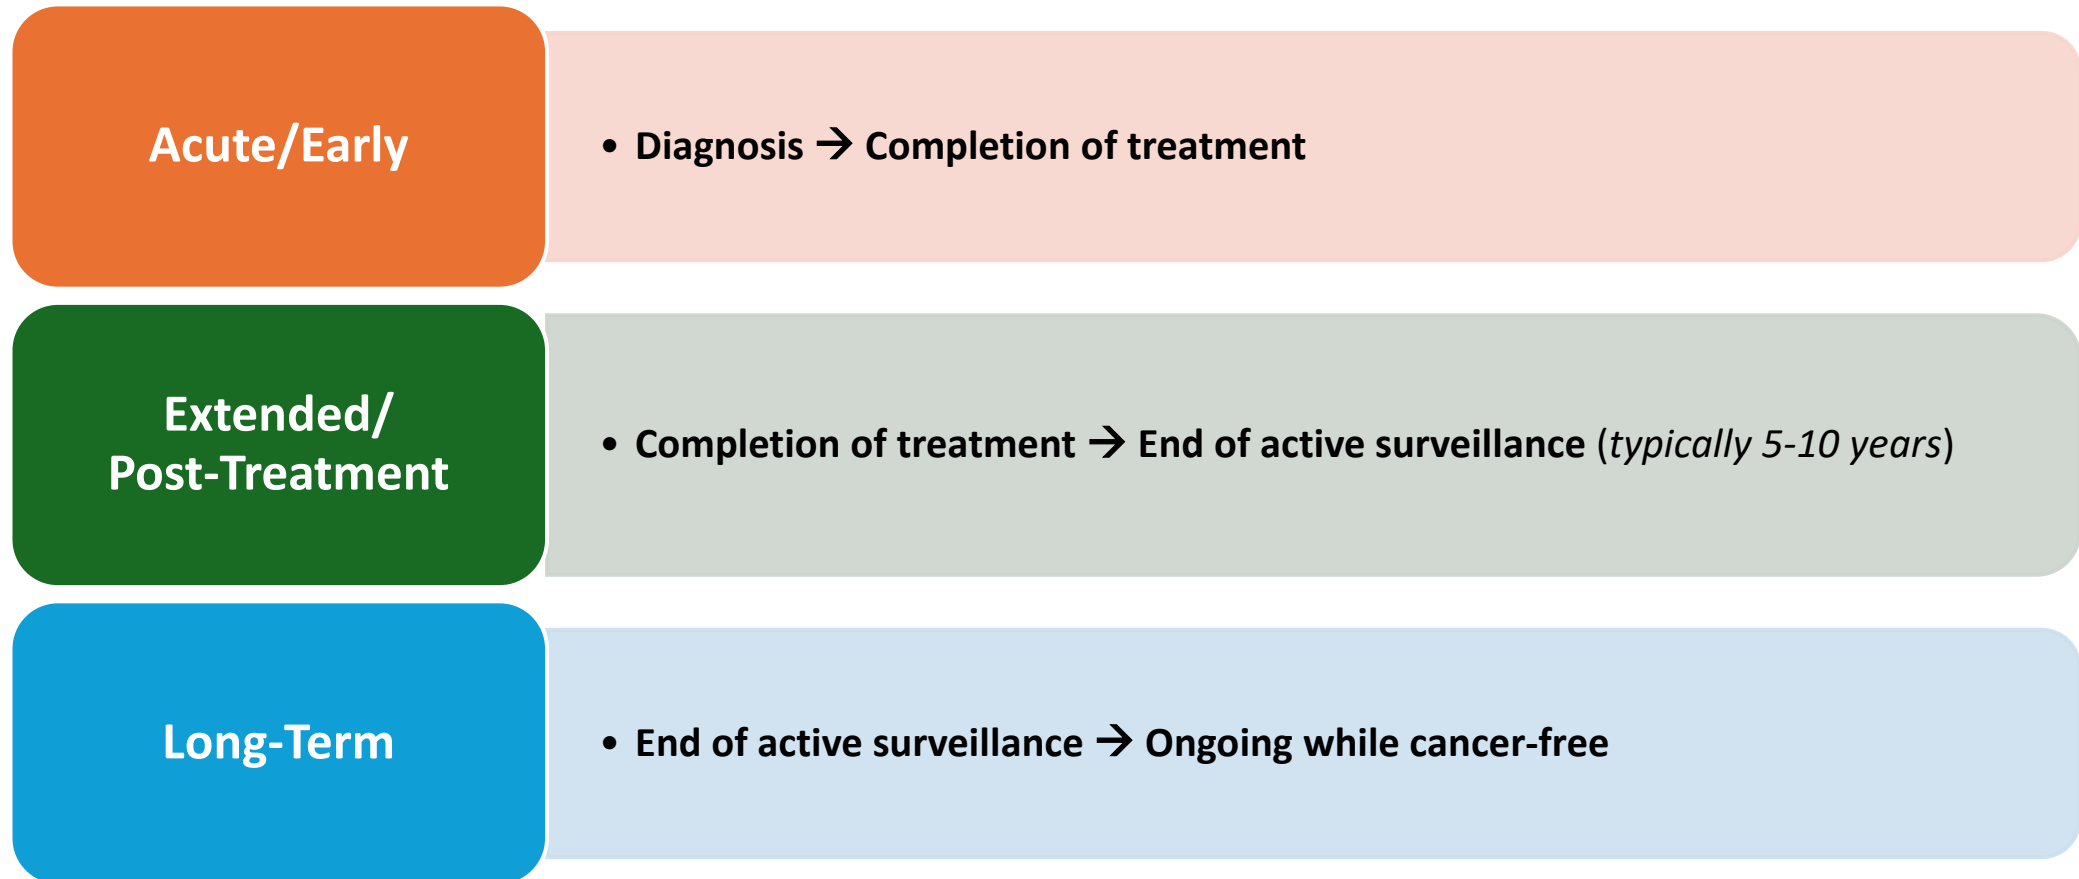 Acute/Early
• Diagnosis → Completion of treatment
Extended/
Post-Treatment
• Completion of treatment → End of active surveillance (typically 5-10 years)
Long-Term
• End of active surveillance → Ongoing while cancer-free